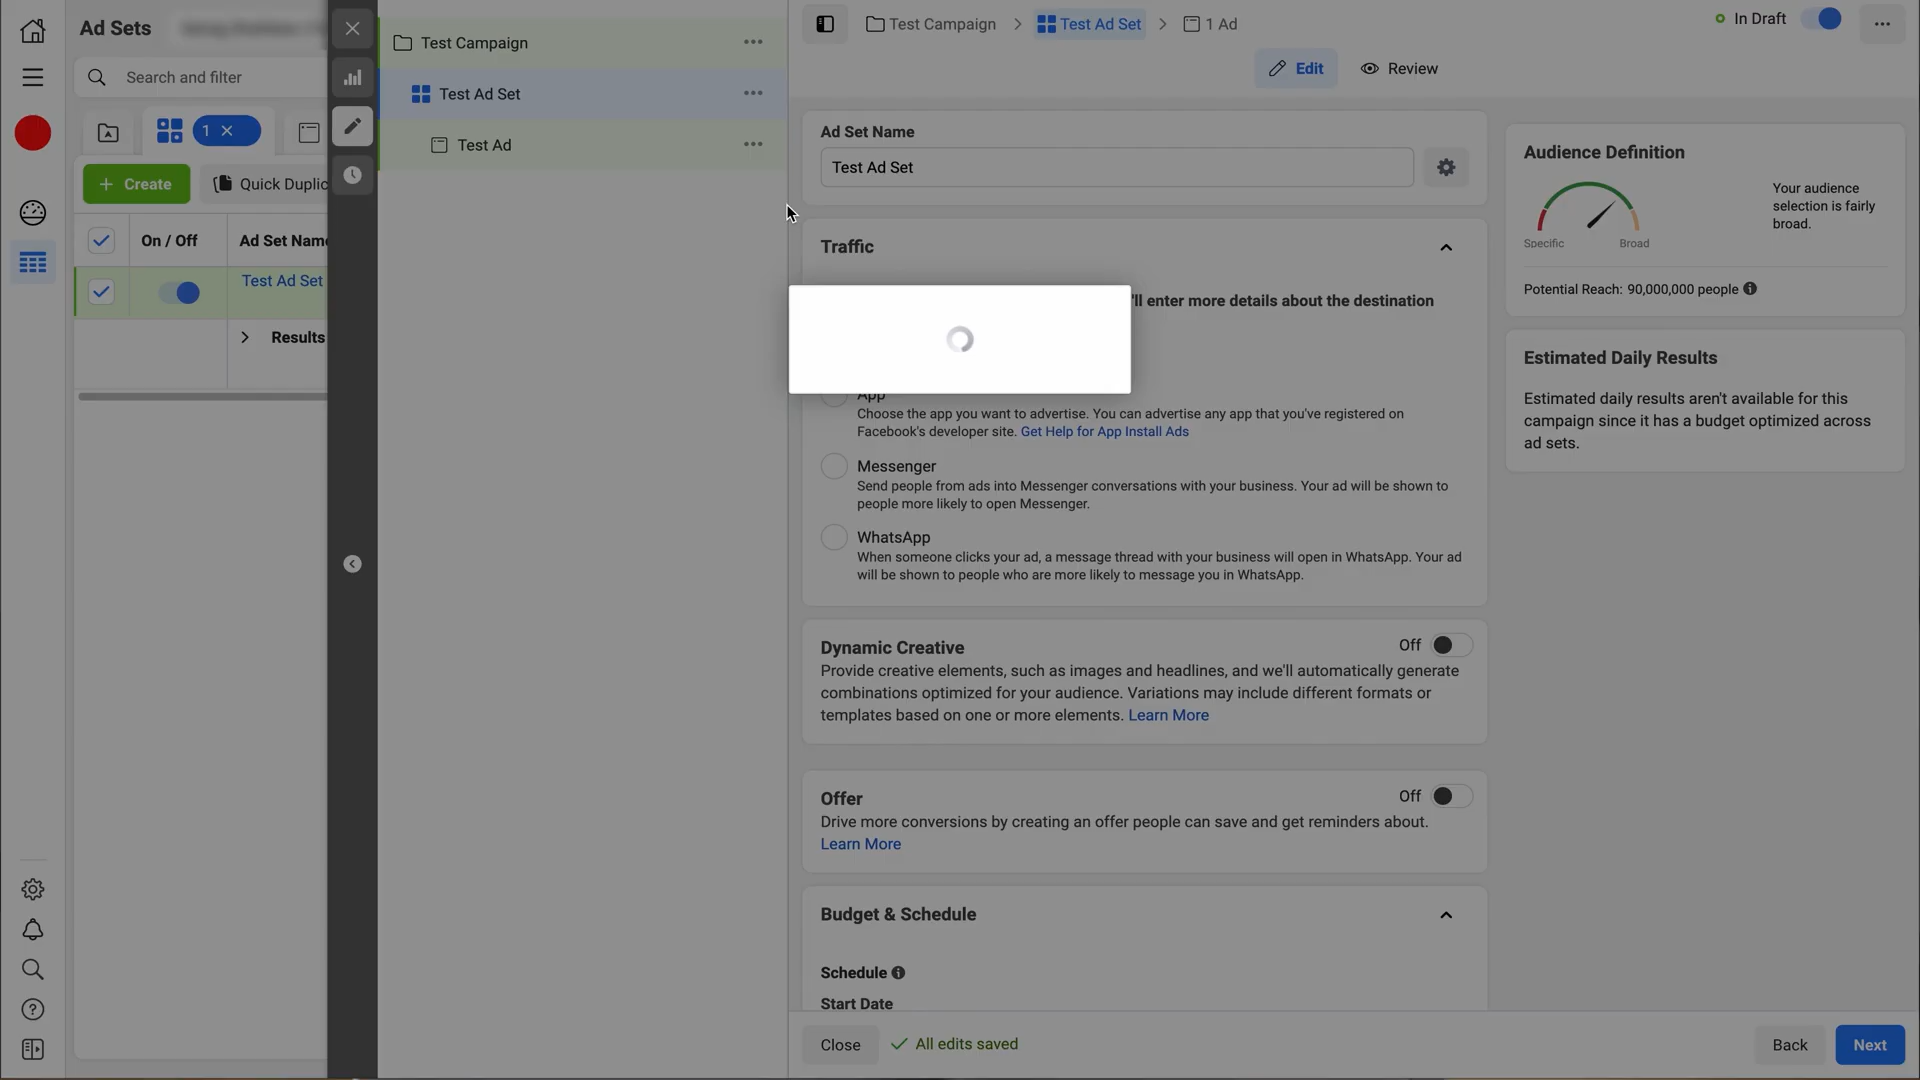 Ad Sets
Search and filter
1
Create
Quick Duplic
On / Off
Ad Set Name
Test Ad Set
Results
Test Campaign
Test Ad Set
Test Ad
Test Campaign
Test Ad Set
1 Ad
In Draft
Edit
Review
Ad Set Name
Test Ad Set
Traffic
'll enter more details about the destination
App
Choose the app you want to advertise. You can advertise any app that you've registered on
Facebook's developer site. Get Help for App Install Ads
Messenger
Send people from ads into Messenger conversations with your business. Your ad will be shown to
people more likely to open Messenger.
WhatsApp
When someone clicks your ad, a message thread with your business will open in WhatsApp. Your ad
will be shown to people who are more likely to message you in WhatsApp.
Dynamic Creative
Off
Provide creative elements, such as images and headlines, and we'll automatically generate
combinations optimized for your audience. Variations may include different formats or
templates based on one or more elements. Learn More
Offer
Off
Drive more conversions by creating an offer people can save and get reminders about.
Learn More
Budget & Schedule
Schedule
Start Date
Audience Definition
Your audience
selection is fairly
broad.
Specific
Broad
Potential Reach: 90,000,000 people
Estimated Daily Results
Estimated daily results aren't available for this
campaign since it has a budget optimized across
ad sets.
Close
All edits saved
Back
Next